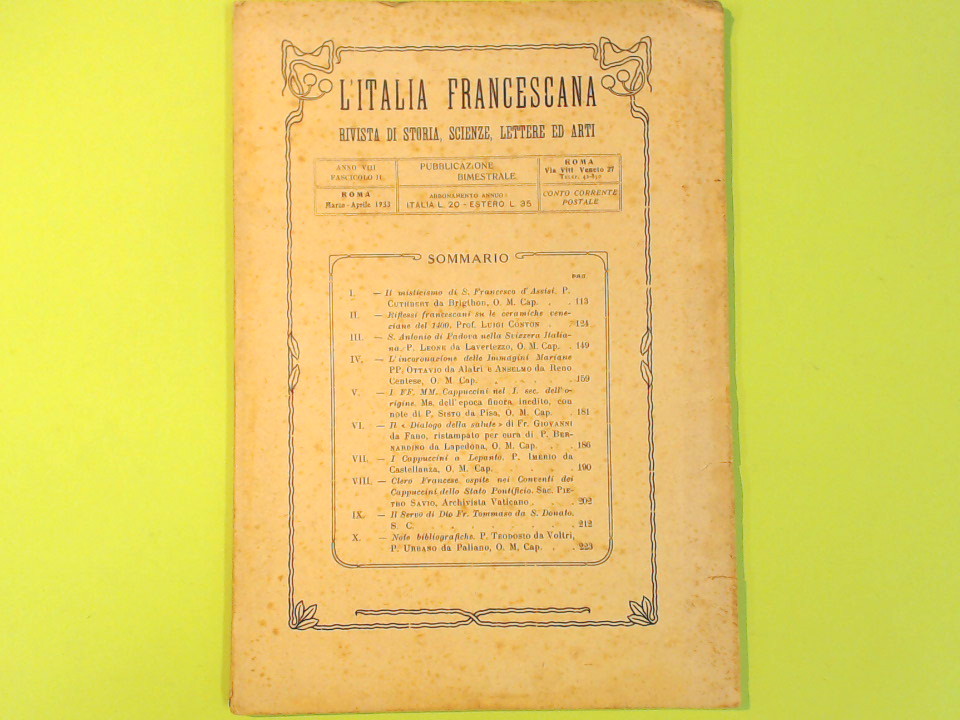 L'ITALIA FRANCESCANA
RIVISTA DI STORIA, SCIENZE, LETTERE ED ARTI
ANNO VIII
FASCICOLO II.
ROMA
Marzo - Aprile 1933
PUBBLICAZIONE
BIMESTRALE
ABBONAMENTO ANNUO:
ITALIA L. 20 - ESTERO L. 35
ROMA
Via Vitt Veneto 27
TELEF.
CONTO CORRENTE
POSTALE
SOMMARIO
PAG
I. — Il misticismo di S. Francesco d'Assisi. P.
CUTHBERT da Brigthon, O. M. Cap. . . 113
II. — Riflessi francescani su le ceramiche vene-
ziane del 1400. Prof. LUIGI CONTON . 124
III. — S. Antonio di Padova nella Svizzera Italia-
na. P. LEONE da Lavertezzo, O. M. Cap. . 149
IV. — L'incoronazione delle Immagini Mariane
PP. OTTAVIO da Alatri e ANSELMO da Reno
Centese, O. M. Cap. . . . . . 159
V. — I FF. MM. Cappuccini nel I. sec. dell'o-
rigine. Ms. dell'epoca finora inedito, con
note di P. SISTO da Pisa, O. M. Cap. . 181
VI. — Il « Dialogo della salute » di Fr. GIOVANNI
da Fano, ristampato per cura di P. BER-
NARDINO da Lapedona, O. M. Cap. . . 186
VII. — I Cappuccini a Lepanto. P. IMERIO da
Castellanza, O. M. Cap. . . . . 190
VIII. — Clero Francese ospite nei Conventi dei
Cappuccini dello Stato Pontificio. Sac. PIE-
TRO SAVIO, Archivista Vaticano . . . 202
IX. — Il Servo di Dio Fr. Tommaso da S. Donato.
S. C. . . . . . . . . 212
X. — Note bibliografiche. P. TEODOSIO da Voltri,
P. URBANO da Paliano, O. M. Cap. . . 223